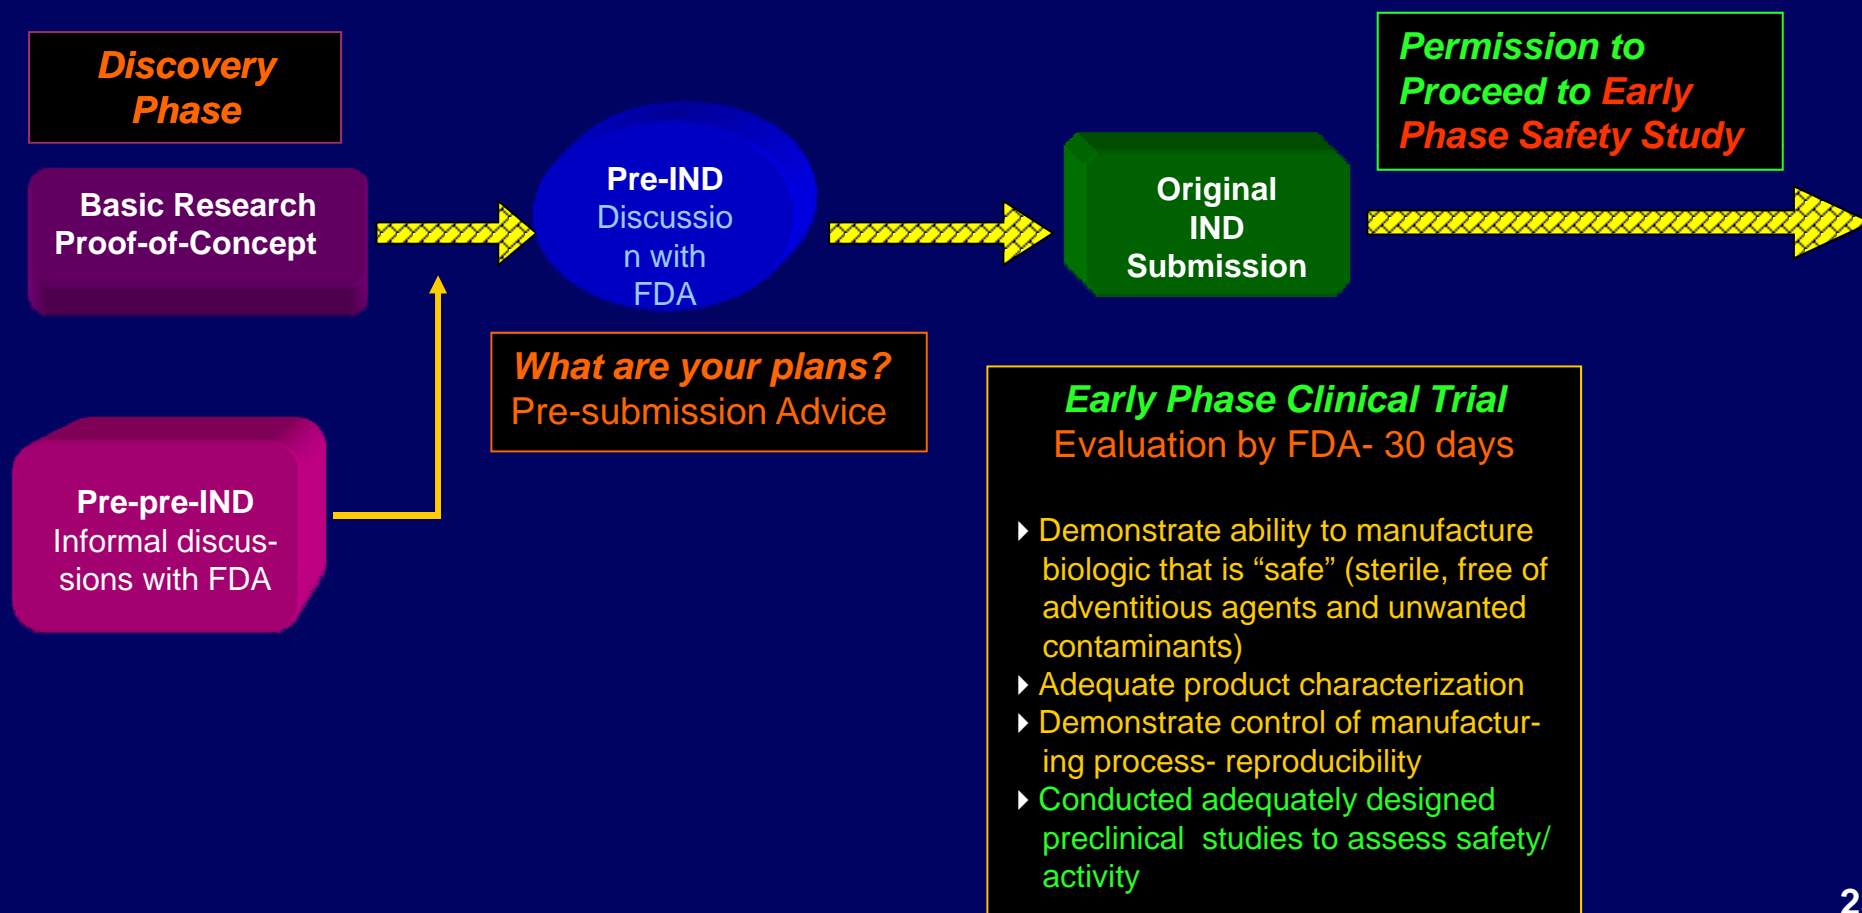 Discovery
Phase
Basic Research
Proof-of-Concept
Pre-pre-IND
Informal discus-
sions with FDA
Pre-IND
Discussio
n with
FDA
What are your plans?
Pre-submission Advice
Original
IND
Submission
Permission to
Proceed to Early
Phase Safety Study
Early Phase Clinical Trial
Evaluation by FDA- 30 days
Demonstrate ability to manufacture
biologic that is “safe” (sterile, free of
adventitious agents and unwanted
contaminants)
Adequate product characterization
Demonstrate control of manufactur-
ing process- reproducibility
Conducted adequately designed
preclinical studies to assess safety/
activity